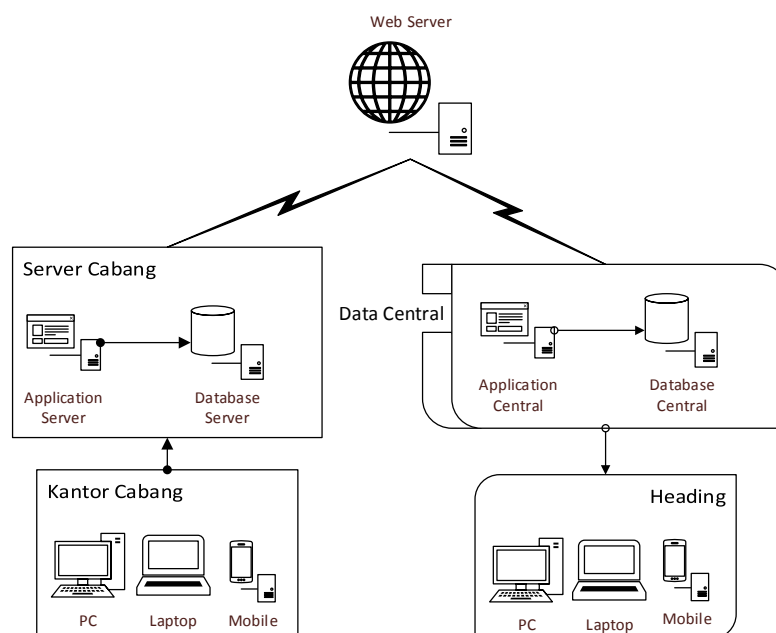 Web Server
Server Cabang
Application
Server
Database
Server
Data Central
Application
Central
Database
Central
Kantor Cabang
PC
Laptop
Mobile
Heading
PC
Laptop
Mobile